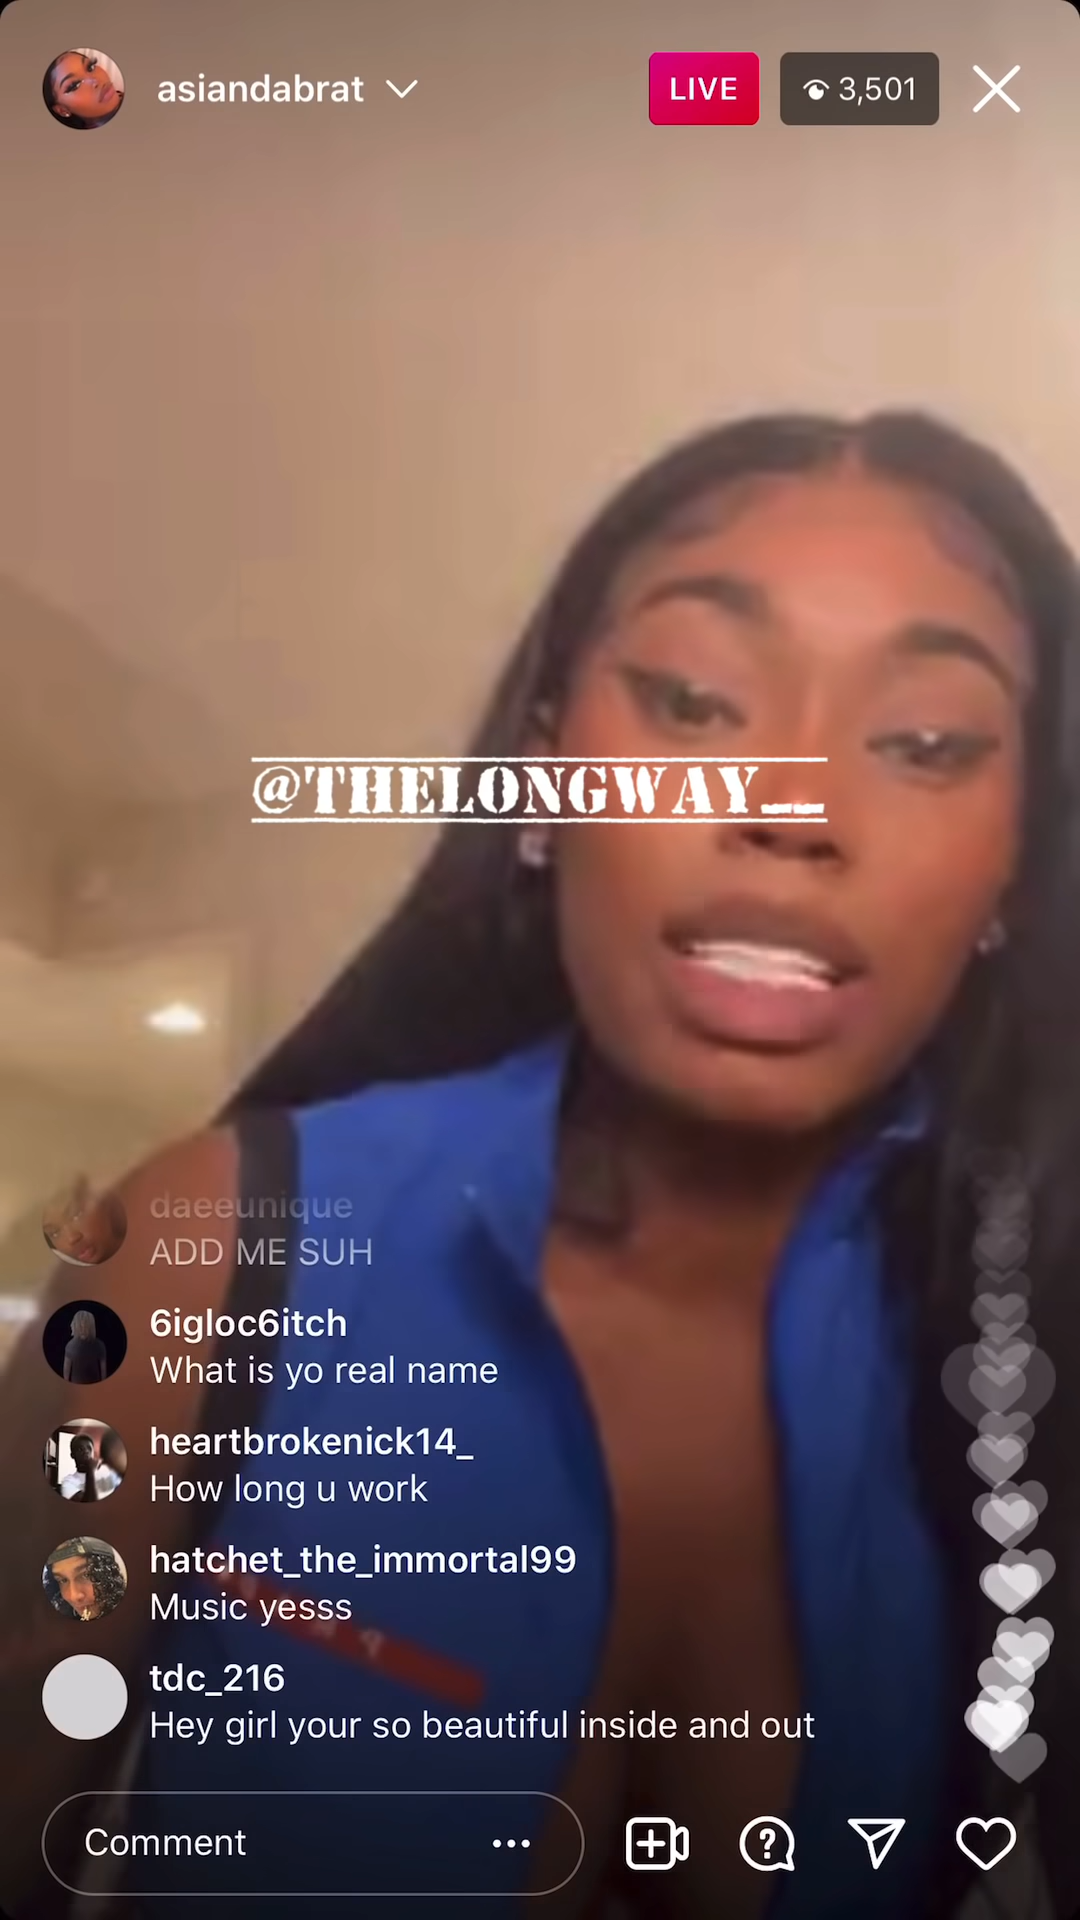 asiandabrat
LIVE
3,501
@THELONGWAY__
daeeunique
ADD ME SUH
6igloc6itch
What is yo real name
heartbrokenick14_
How long u work
hatchet_the_immortal99
Music yesss
tdc_216
Hey girl your so beautiful inside and out
Comment